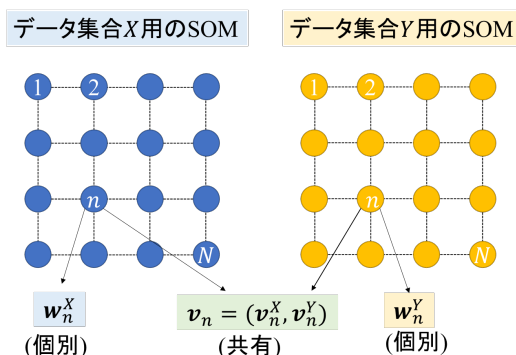 データ集合X用のSOM
データ集合Y用のSOM
1 2
1 2
n
n
N
N
w_n^X
v_n = (v_n^X, v_n^Y)
w_n^Y
(個別)
(共有)
(個別)